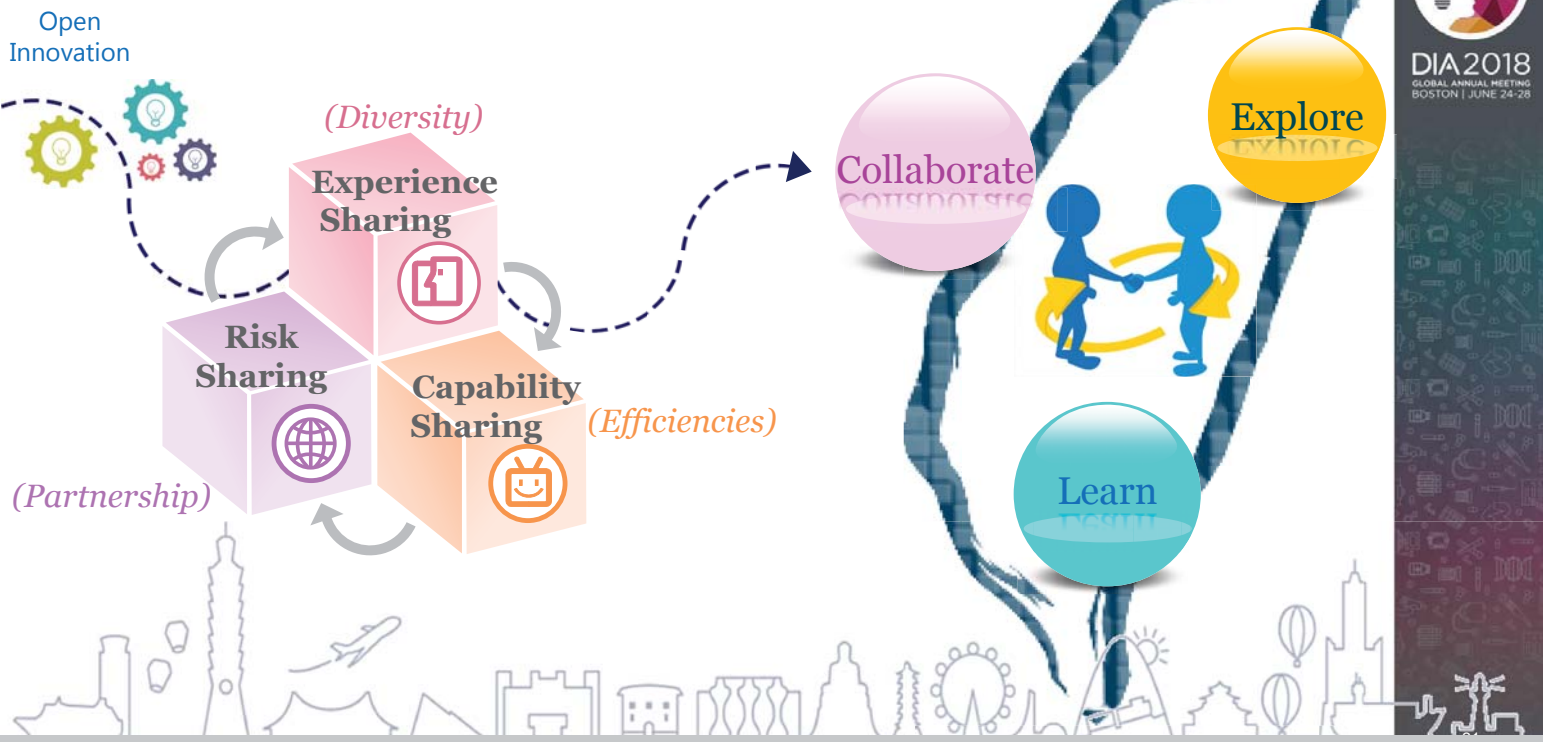 Open
Innovation
(Diversity)
Experience
Sharing
Risk
Sharing
Capability
Sharing
(Efficiencies)
(Partnership)
Collaborate
Explore
Learn
DIA 2018
GLOBAL ANNUAL MEETING
BOSTON | JUNE 24-28